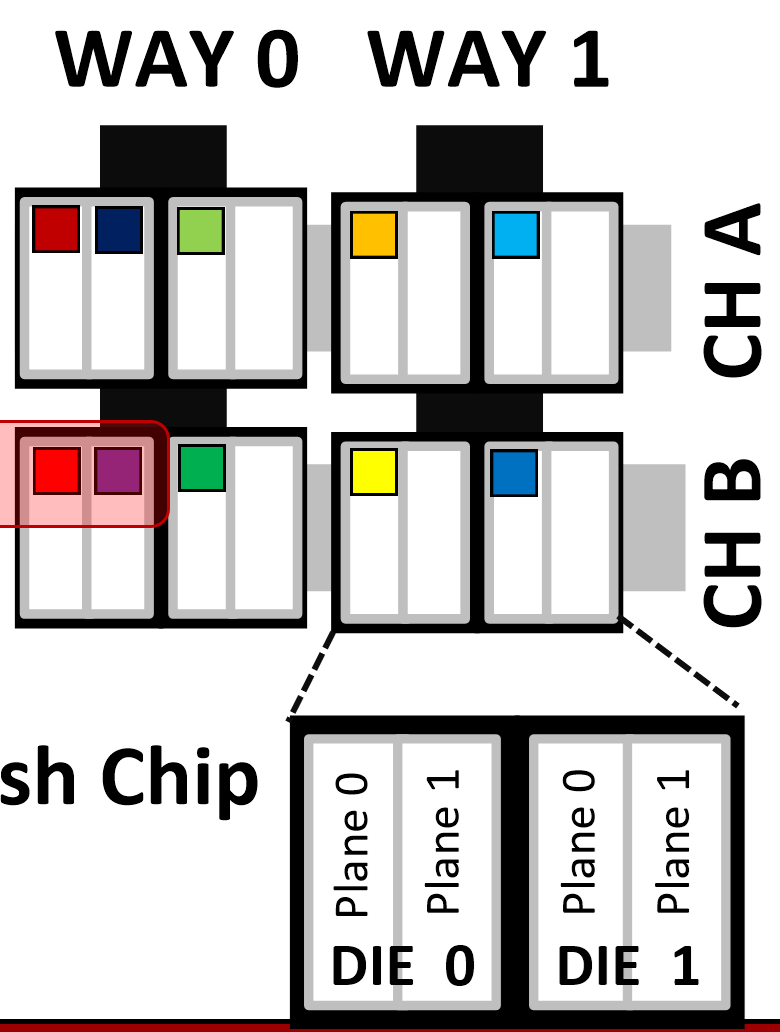 WAY 0 WAY 1
CH A
CH B
sh Chip
Plane 0 Plane 1 Plane 0 Plane 1
DIE 0 DIE 1